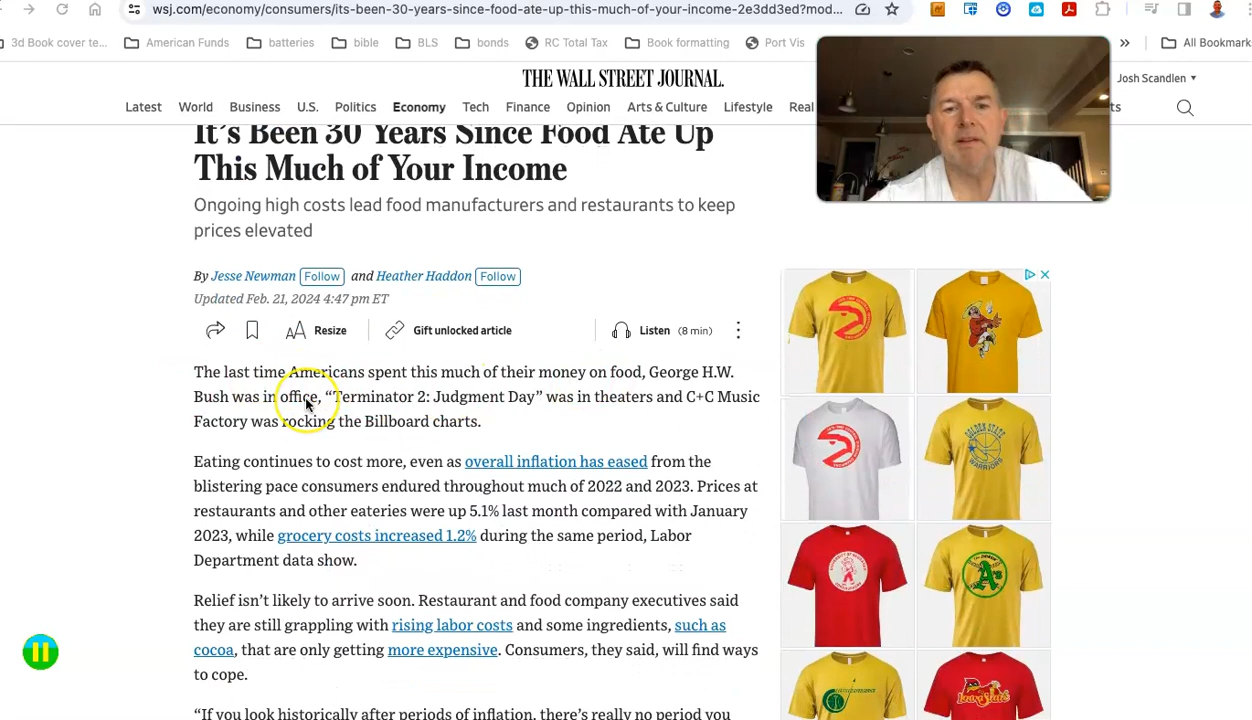 wsj.com/economy/consumers/its-been-30-years-since-food-ate-up-this-much-of-your-income-2e3dd3ed?mod...
3d Book cover te... American Funds batteries bible BLS bonds RC Total Tax Book formatting Port Vis » All Bookmark
THE WALL STREET JOURNAL.
Josh Scandlen
Latest World Business U.S. Politics Economy Tech Finance Opinion Arts & Culture Lifestyle Real
It's Been 30 Years Since Food Ate Up
This Much of Your Income
Ongoing high costs lead food manufacturers and restaurants to keep
prices elevated
By Jesse Newman Follow and Heather Haddon Follow
Updated Feb. 21, 2024 4:47 pm ET
AA Resize Gift unlocked article Listen (8 min)
The last time Americans spent this much of their money on food, George H.W.
Bush was in office, “Terminator 2: Judgment Day” was in theaters and C+C Music
Factory was rocking the Billboard charts.
Eating continues to cost more, even as overall inflation has eased from the
blistering pace consumers endured throughout much of 2022 and 2023. Prices at
restaurants and other eateries were up 5.1% last month compared with January
2023, while grocery costs increased 1.2% during the same period, Labor
Department data show.
Relief isn't likely to arrive soon. Restaurant and food company executives said
they are still grappling with rising labor costs and some ingredients, such as
cocoa, that are only getting more expensive. Consumers, they said, will find ways
to cope.
“If you look historically after periods of inflation, there's really no period you
GOLDEN STATE
WARRIORS
A's